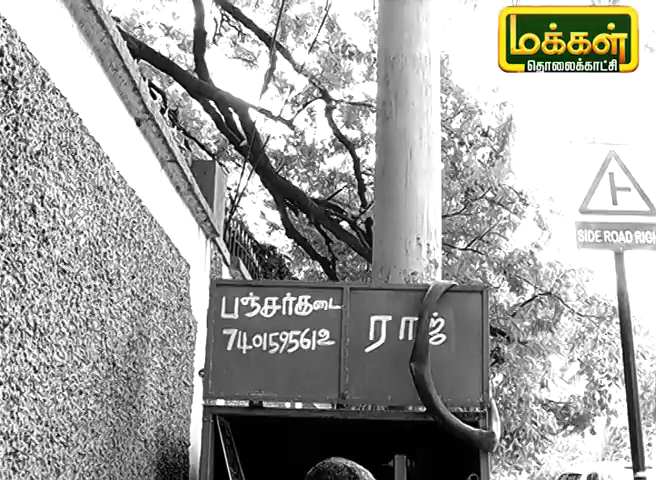 மக்கள்
தொலைக்காட்சி
SIDE ROAD RIGH
பஞ்சர்கடை
7401595612
ராஜ்